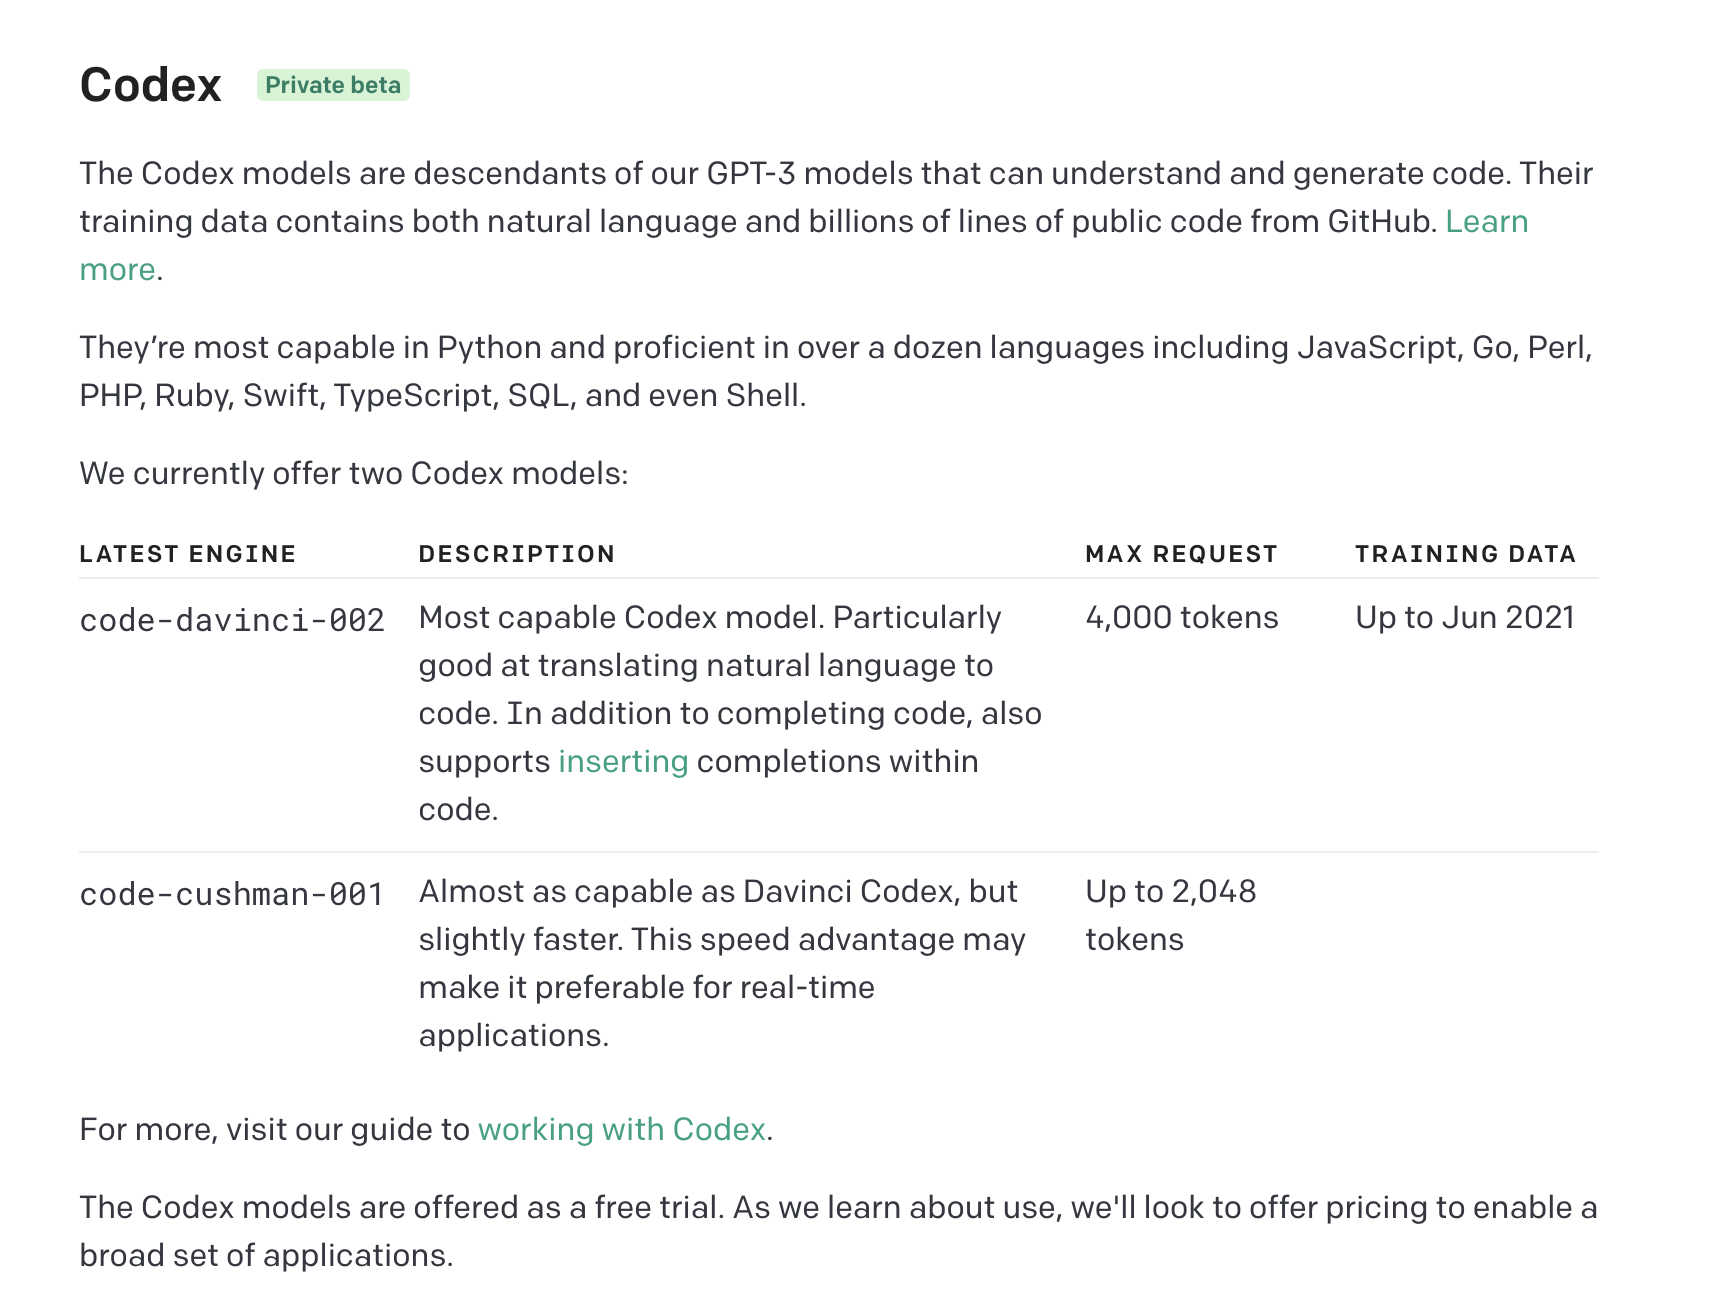 Codex Private beta
The Codex models are descendants of our GPT-3 models that can understand and generate code. Their
training data contains both natural language and billions of lines of public code from GitHub. Learn
more.
They’re most capable in Python and proficient in over a dozen languages including JavaScript, Go, Perl,
PHP, Ruby, Swift, TypeScript, SQL, and even Shell.
We currently offer two Codex models:
LATEST ENGINE DESCRIPTION MAX REQUEST TRAINING DATA
code-davinci-002 Most capable Codex model. Particularly 4,000 tokens Up to Jun 2021
good at translating natural language to
code. In addition to completing code, also
supports inserting completions within
code.
code-cushman-001 Almost as capable as Davinci Codex, but Up to 2,048
slightly faster. This speed advantage may tokens
make it preferable for real-time
applications.
For more, visit our guide to working with Codex.
The Codex models are offered as a free trial. As we learn about use, we'll look to offer pricing to enable a
broad set of applications.